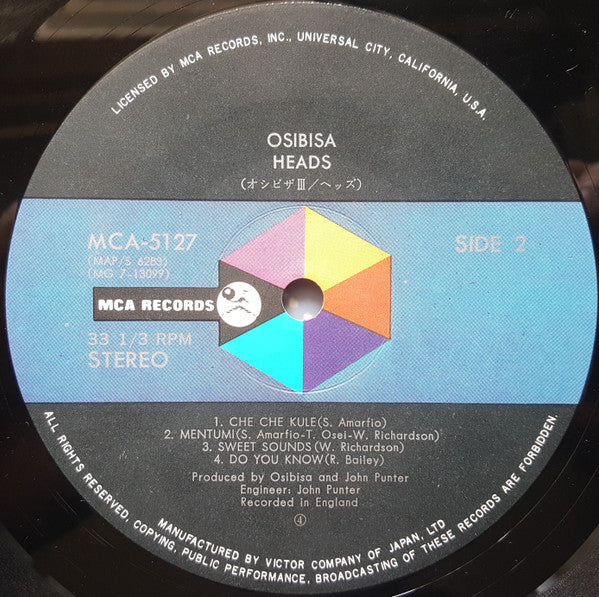 LICENSED BY MCA RECORDS, INC., UNIVERSAL CITY, CALIFORNIA, U.S.A.
OSIBISA
HEADS
(オシビザⅢ/ヘッズ)
MCA-5127
(MAP/S 6283)
(MG 7-13099)
SIDE 2
MCA RECORDS
33 1/3 RPM
STEREO
1. CHE CHE KULE(S. Amarfio)
2. MENTUMI(S. Amarfio-T. Osei-W. Richardson)
3. SWEET SOUNDS(W. Richardson)
4. DO YOU KNOW(R. Bailey)
Produced by Osibisa and John Punter
Engineer: John Punter
Recorded in England
④
MANUFACTURED BY VICTOR COMPANY OF JAPAN, LTD
ALL RIGHTS RESERVED, COPYING, PUBLIC PERFORMANCE, BROADCASTING OF THESE RECORDS ARE FORBIDDEN.